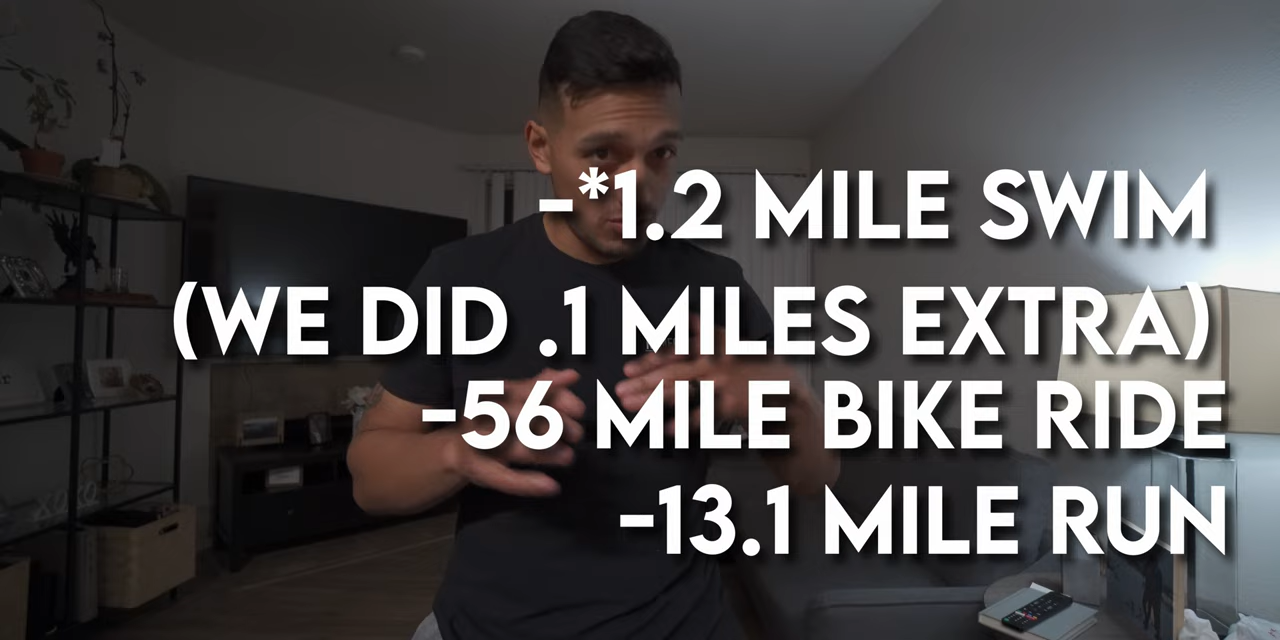 -*1.2 MILE SWIM
(WE DID .1 MILES EXTRA)
-56 MILE BIKE RIDE
-13.1 MILE RUN